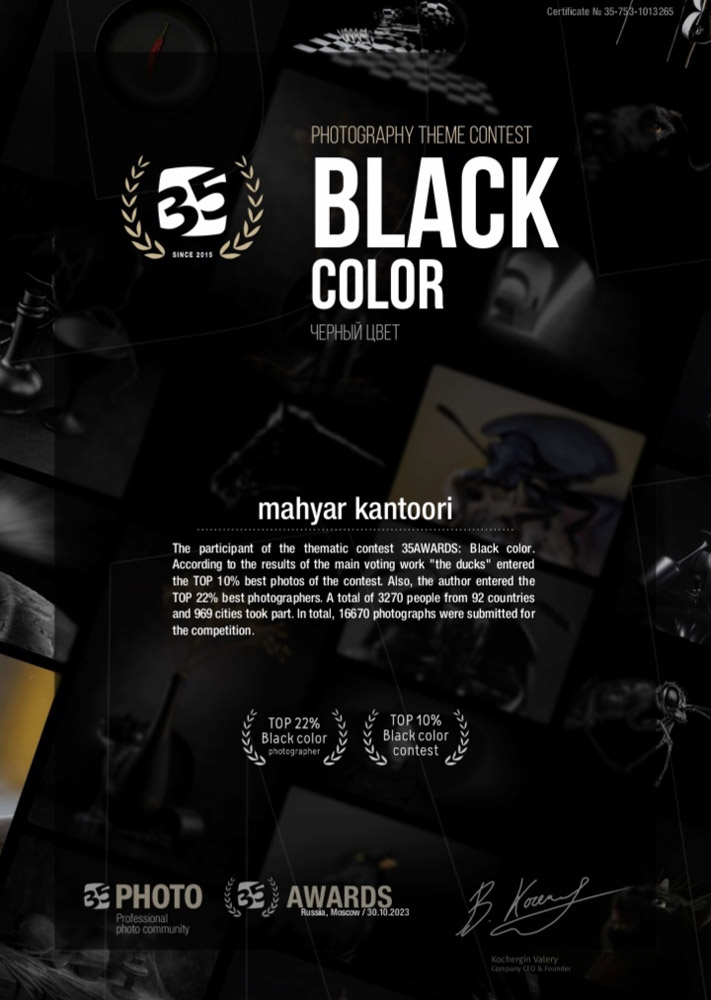 Certificate № 35-753-1013265
PHOTOGRAPHY THEME CONTEST
BLACK
COLOR
ЧЕРНЫЙ ЦВЕТ
35
SINCE 2015
mahyar kantoori
The participant of the thematic contest 35AWARDS: Black color.
According to the results of the main voting work "the ducks" entered
the TOP 10% best photos of the contest. Also, the author entered the
TOP 22% best photographers. A total of 3270 people from 92 countries
and 969 cities took part. In total, 16670 photographs were submitted for
the competition.
TOP 22%
Black color
photographer
TOP 10%
Black color
contest
35 PHOTO
Professional
photo community
35 AWARDS
Russia, Moscow / 30.10.2023
Kochergin Valery
Company CEO & Founder